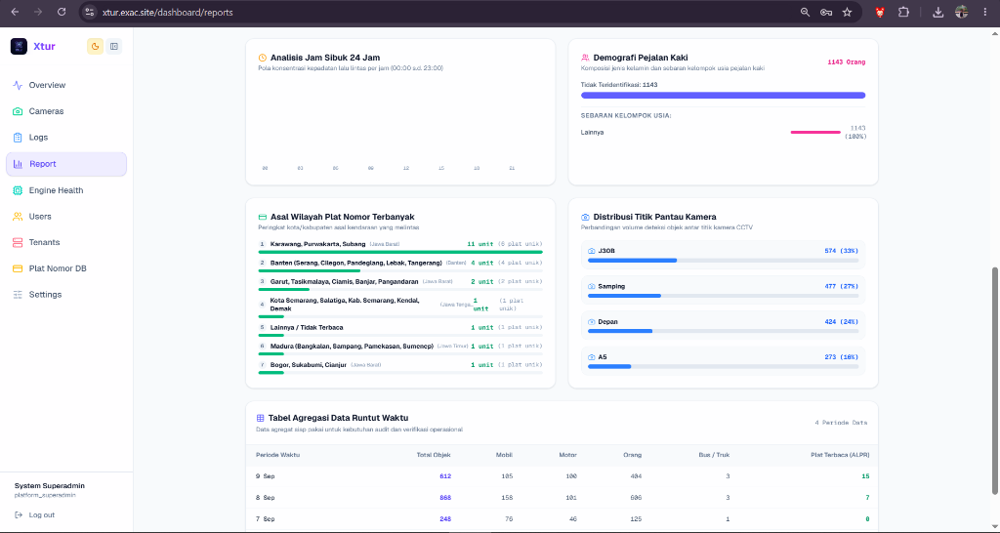 xtur.exac.site/dashboard/reports
Xtur
Overview
Cameras
Logs
Report
Engine Health
Users
Tenants
Plat Nomor DB
Settings
System Superadmin
platform_superadmin
Log out
Analisis Jam Sibuk 24 Jam
Pola konsentrasi kepadatan lalu lintas per jam (00:00 s.d. 23:00)
00 03 06 09 12 15 18 21
Demografi Pejalan Kaki
Komposisi jenis kelamin dan sebaran kelompok usia pejalan kaki
1143 Orang
Tidak Teridentifikasi: 1143
SEBARAN KELOMPOK USIA:
Lainnya
1143
(100%)
Asal Wilayah Plat Nomor Terbanyak
Peringkat kota/kabupaten asal kendaraan yang melintas
1 Karawang, Purwakarta, Subang (Jawa Barat) 11 unit (8 plat unik)
2 Banten (Serang, Cilegon, Pandeglang, Lebak, Tangerang) (Banten) 4 unit (4 plat unik)
3 Garut, Tasikmalaya, Ciamis, Banjar, Pangandaran (Jawa Barat) 2 unit (2 plat unik)
4 Kota Semarang, Salatiga, Kab. Semarang, Kendal, Demak (Jawa Tenga... 1 unit (1 plat unik)
5 Lainnya / Tidak Terbaca 1 unit (1 plat unik)
6 Madura (Bangkalan, Sampang, Pamekasan, Sumenep) (Jawa Timur) 1 unit (1 plat unik)
7 Bogor, Sukabumi, Cianjur (Jawa Barat) 1 unit (1 plat unik)
Distribusi Titik Pantau Kamera
Perbandingan volume deteksi objek antar titik kamera CCTV
J30B 574 (33%)
Samping 477 (27%)
Depan 424 (24%)
A5 273 (16%)
Tabel Agregasi Data Runtut Waktu
Data agregat siap pakai untuk kebutuhan audit dan verifikasi operasional
4 Periode Data
Periode Waktu Total Objek Mobil Motor Orang Bus / Truk Plat Terbaca (ALPR)
9 Sep 612 105 100 404 3 15
8 Sep 868 158 101 606 3 7
7 Sep 248 76 46 125 1 0